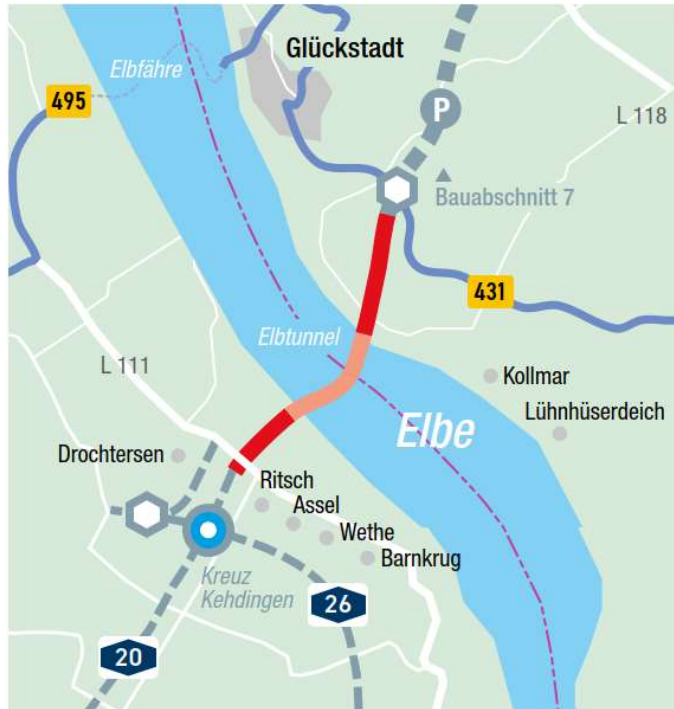 Glückstadt
Elbfähre
495
P
L 118
Bauabschnitt 7
431
Elbtunnel
L 111
Kollmar
Lühnhüserdeich
Elbe
Drochtersen
Ritsch
Assel
Wethe
Barnkrug
Kreuz
Kehdingen
26
20